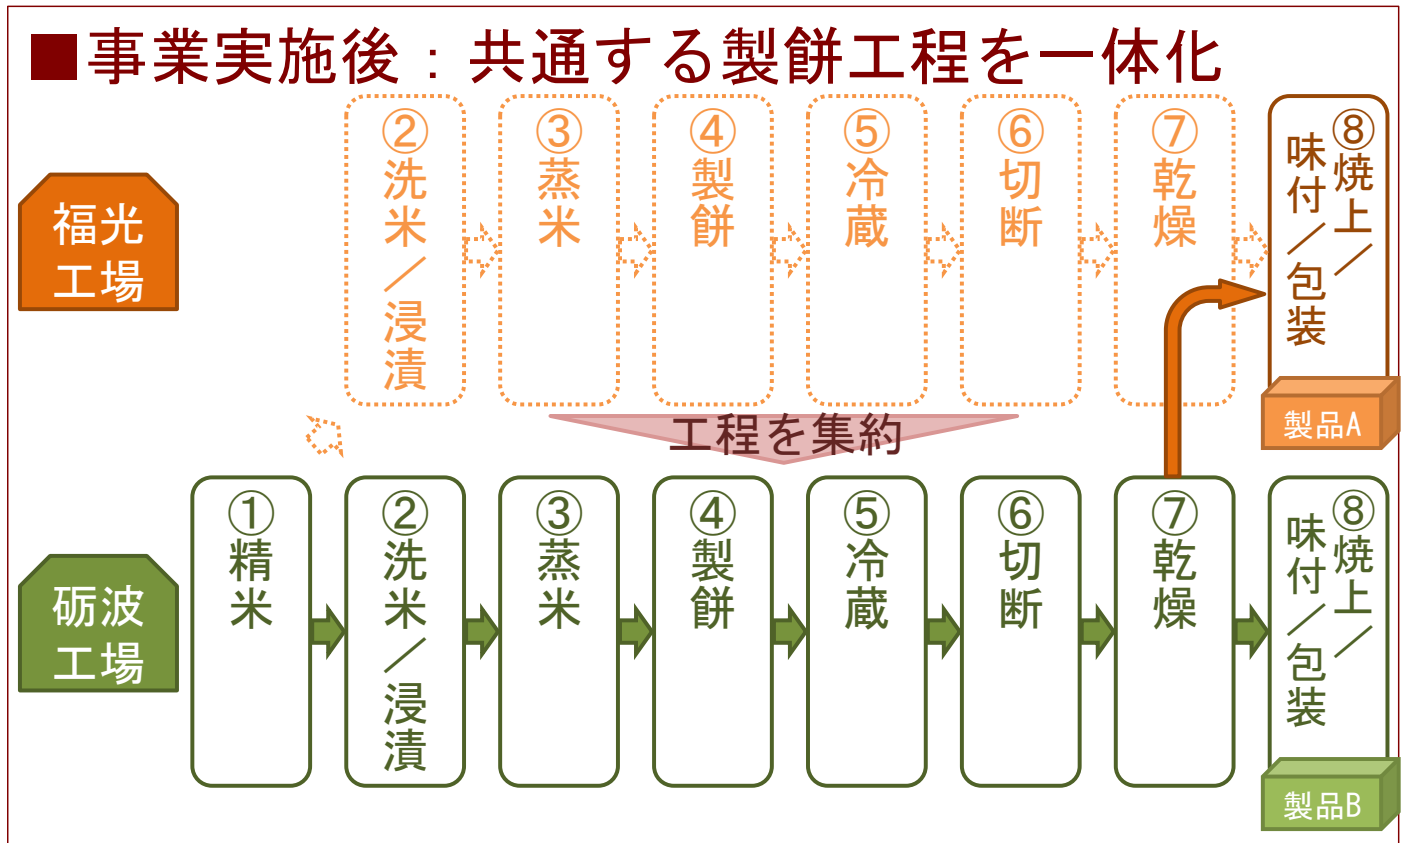 ■事業実施後：共通する製餅工程を一体化
福光
工場
②洗米／浸漬
③蒸米
④製餅
⑤冷蔵
⑥切断
⑦乾燥
⑧焼上／
味付／包装
製品A
工程を集約
砺波
工場
①精米
②洗米／浸漬
③蒸米
④製餅
⑤冷蔵
⑥切断
⑦乾燥
⑧焼上／
味付／包装
製品B